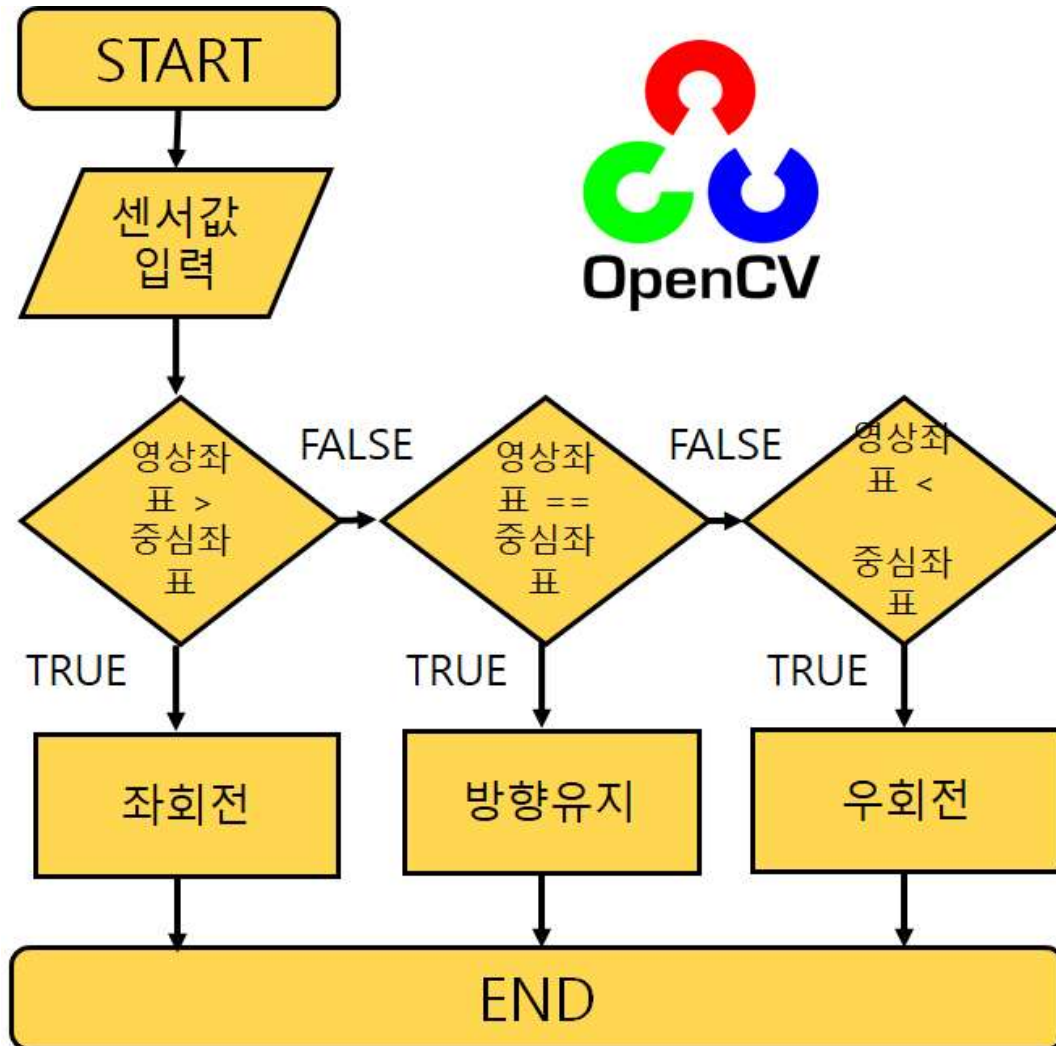 START
OpenCV
센서값
입력
영상좌
표 >
중심좌
표
FALSE
영상좌
표 ==
중심좌
표
FALSE
영상좌
표 <
중심좌
표
TRUE
TRUE
TRUE
좌회전
방향유지
우회전
END